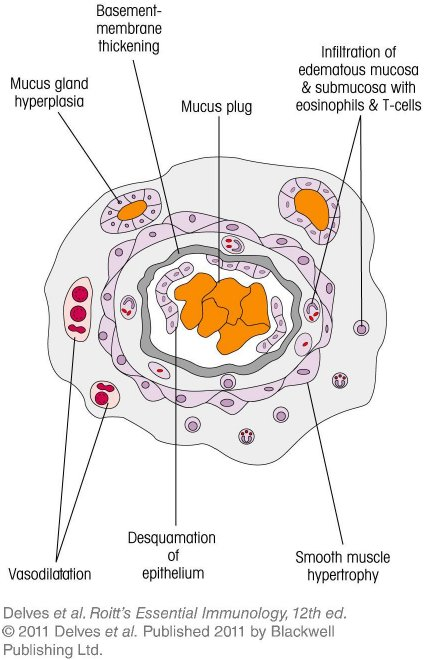 Basement-
membrane
thickening
Mucus gland
hyperplasia
Mucus plug
Infiltration of
edematous mucosa
& submucosa with
eosinophils & T-cells
Vasodilatation
Desquamation
of
epithelium
Smooth muscle
hypertrophy
Delves et al. Roitt's Essential Immunology, 12th ed.
© 2011 Delves et al. Published 2011 by Blackwell
Publishing Ltd.